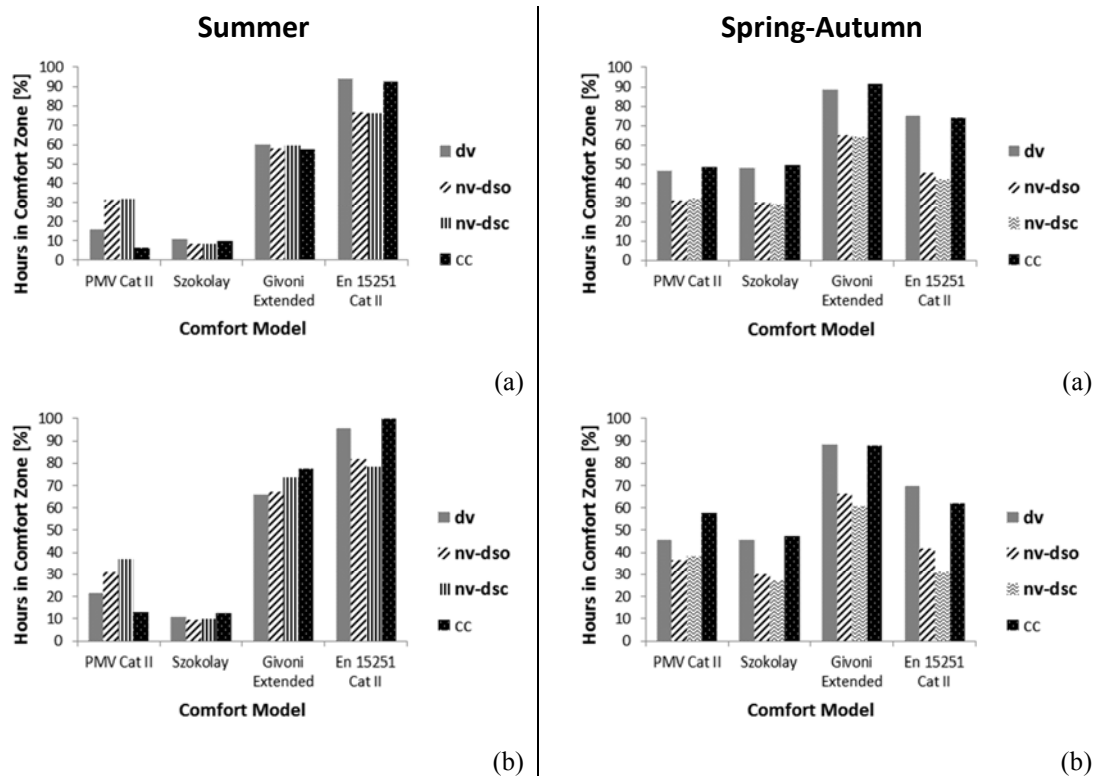 Summer
Hours in Comfort Zone [%]
100
90
80
70
60
50
40
30
20
10
0
PMV Cat II
Szokolay
Givoni Extended
En 15251 Cat II
Comfort Model
dv
nv-dso
nv-dsc
cc
(a)
Hours in Comfort Zone [%]
100
90
80
70
60
50
40
30
20
10
0
PMV Cat II
Szokolay
Givoni Extended
En 15251 Cat II
Comfort Model
dv
nv-dso
nv-dsc
cc
(b)
Spring-Autumn
Hours in Comfort Zone [%]
100
90
80
70
60
50
40
30
20
10
0
PMV Cat II
Szokolay
Givoni Extended
En 15251 Cat II
Comfort Model
dv
nv-dso
nv-dsc
cc
(a)
Hours in Comfort Zone [%]
100
90
80
70
60
50
40
30
20
10
0
PMV Cat II
Szokolay
Givoni Extended
En 15251 Cat II
Comfort Model
dv
nv-dso
nv-dsc
cc
(b)